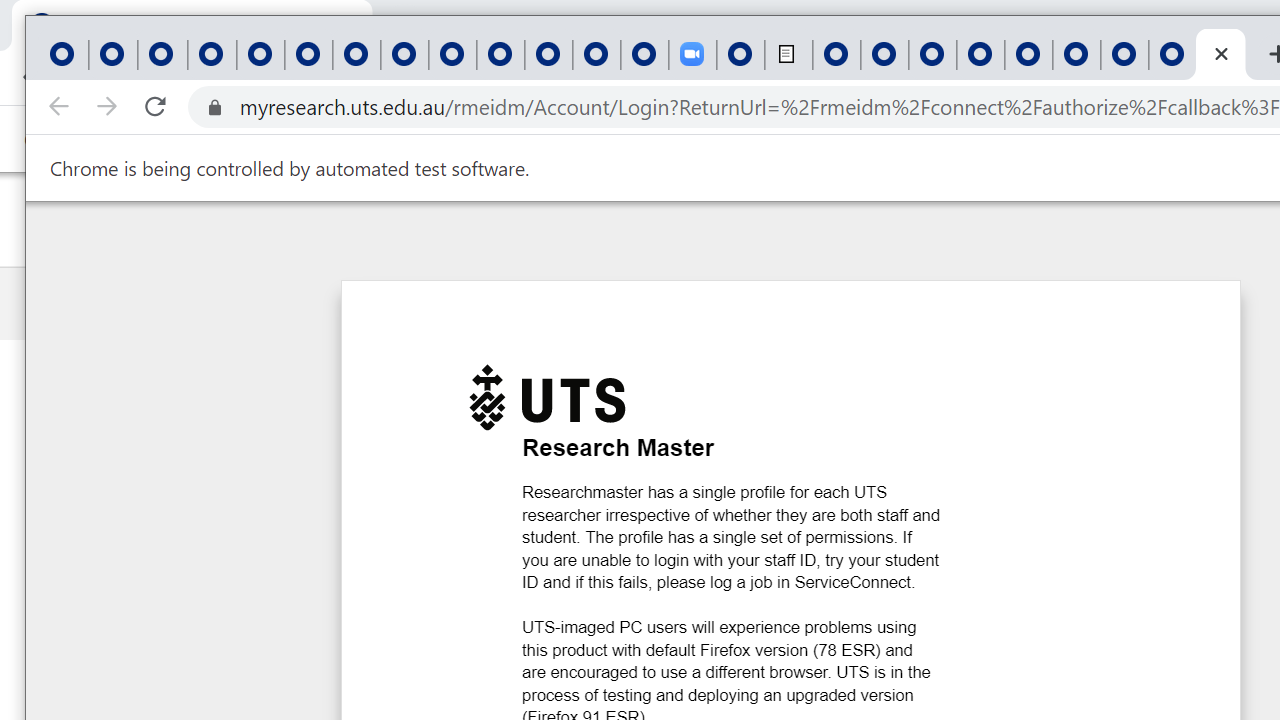 myresearch.uts.edu.au/rmeidm/Account/Login?ReturnUrl=%2Frmeidm%2Fconnect%2Fauthorize%2Fcallback%3F
Chrome is being controlled by automated test software.
UTS
Research Master
Researchmaster has a single profile for each UTS
researcher irrespective of whether they are both staff and
student. The profile has a single set of permissions. If
you are unable to login with your staff ID, try your student
ID and if this fails, please log a job in ServiceConnect.
UTS-imaged PC users will experience problems using
this product with default Firefox version (78 ESR) and
are encouraged to use a different browser. UTS is in the
process of testing and deploying an upgraded version
(Firefox 91 ESR)